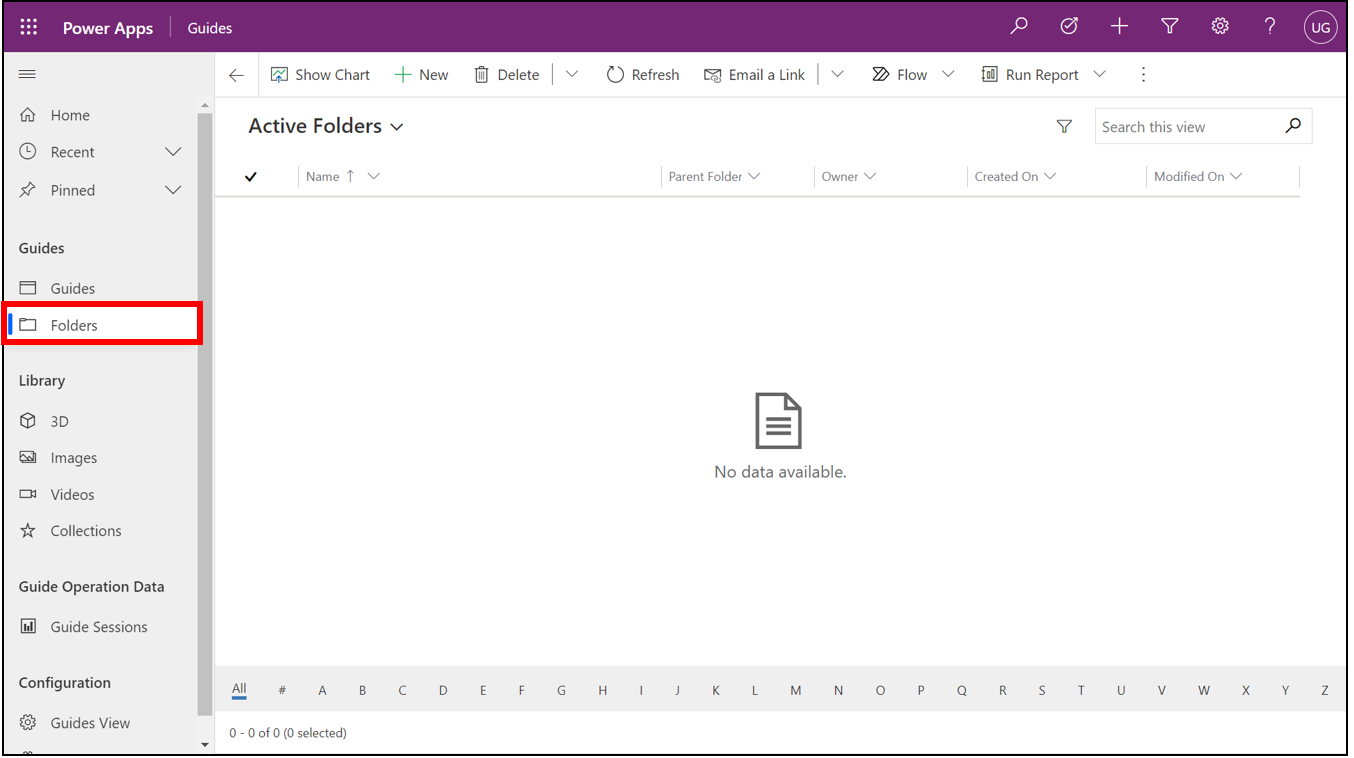 Power Apps Guides UG
Show Chart New Delete Refresh Email a Link Flow Run Report
Home
Recent
Pinned
Guides
Guides
Folders
Library
3D
Images
Videos
Collections
Guide Operation Data
Guide Sessions
Configuration
Guides View
Active Folders Search this view
Name Parent Folder Owner Created On Modified On
No data available.
All # A B C D E F G H I J K L M N O P Q R S T U V W X Y Z
0 - 0 of 0 (0 selected)